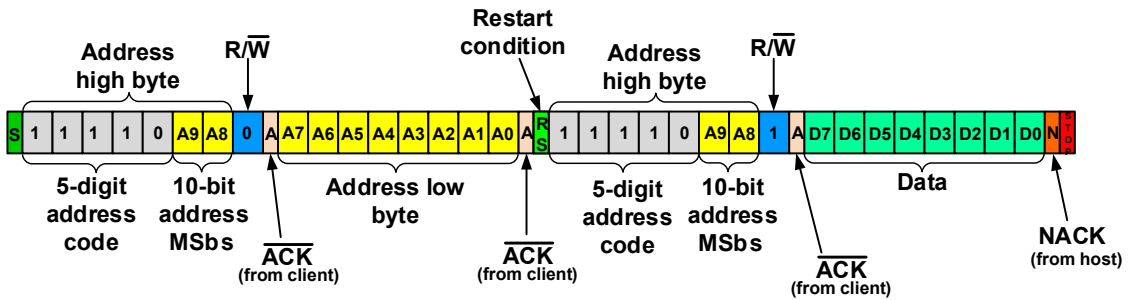 Restart
condition
Address
high byte
R/W̅
Address
high byte
R/W̅
S 1 1 1 1 0 A9 A8 0 A A7 A6 A5 A4 A3 A2 A1 A0 A RS 1 1 1 1 0 A9 A8 1 A D7 D6 D5 D4 D3 D2 D1 D0 N STOP
5-digit
address
code
10-bit
address
MSbs
Address low
byte
5-digit
address
code
10-bit
address
MSbs
Data
A̅C̅K̅
(from client)
A̅C̅K̅
(from client)
A̅C̅K̅
(from client)
NACK
(from host)